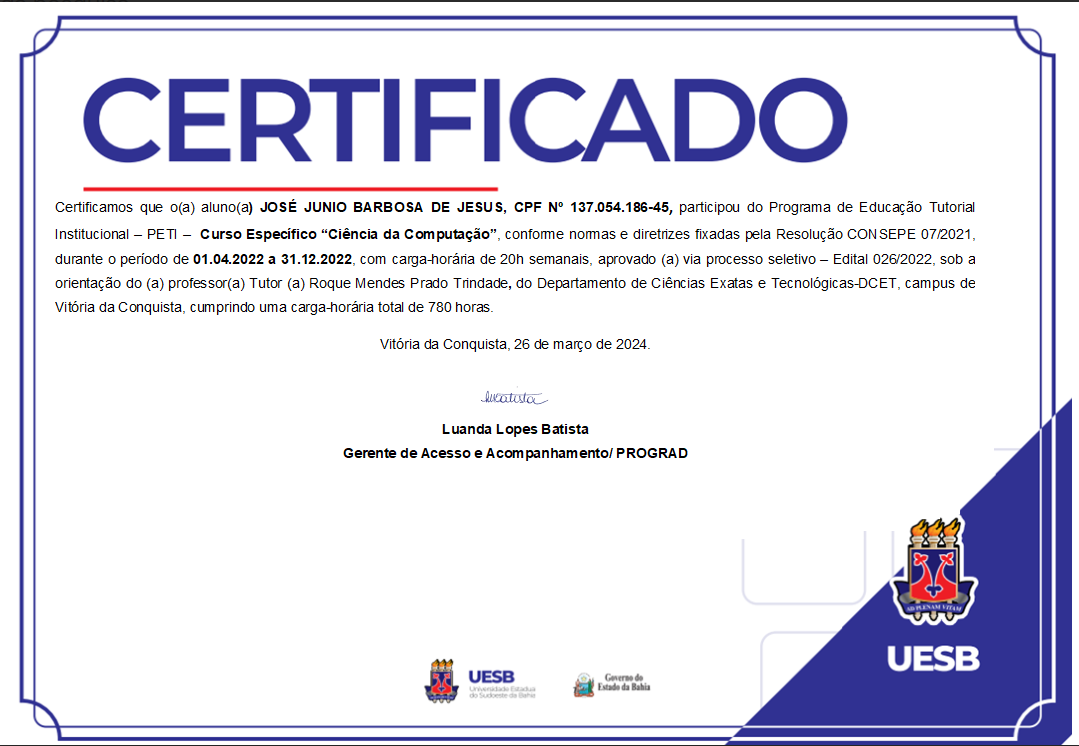 CERTIFICADO
Certificamos que o(a) aluno(a) JOSÉ JUNIO BARBOSA DE JESUS, CPF Nº 137.054.186-45, participou do Programa de Educação Tutorial
Institucional – PETI – Curso Específico “Ciência da Computação”, conforme normas e diretrizes fixadas pela Resolução CONSEPE 07/2021,
durante o período de 01.04.2022 a 31.12.2022, com carga-horária de 20h semanais, aprovado (a) via processo seletivo – Edital 026/2022, sob a
orientação do (a) professor(a) Tutor (a) Roque Mendes Prado Trindade, do Departamento de Ciências Exatas e Tecnológicas-DCET, campus de
Vitória da Conquista, cumprindo uma carga-horária total de 780 horas.
Vitória da Conquista, 26 de março de 2024.
Luanda Lopes Batista
Gerente de Acesso e Acompanhamento/ PROGRAD
AD PLENAM VITAM
UESB
UESB
Universidade Estadual
do Sudoeste da Bahia
Governo do
Estado da Bahia